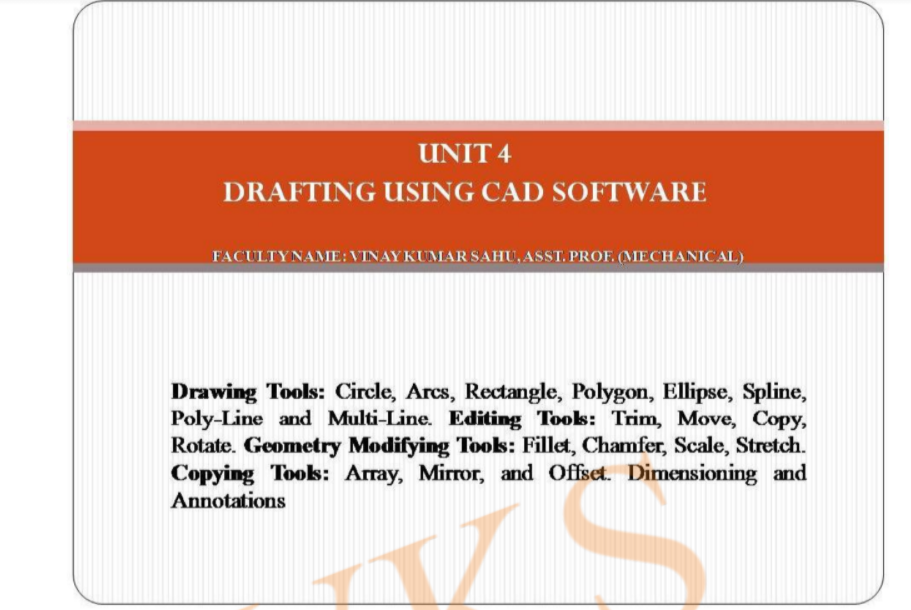 UNIT 4
DRAFTING USING CAD SOFTWARE
FACULTY NAME: VINAY KUMAR SAHU, ASST. PROF. (MECHANICAL)
Drawing Tools: Circle, Arcs, Rectangle, Polygon, Ellipse, Spline,
Poly-Line and Multi-Line. Editing Tools: Trim, Move, Copy,
Rotate. Geometry Modifying Tools: Fillet, Chamfer, Scale, Stretch.
Copying Tools: Array, Mirror, and Offset. Dimensioning and
Annotations